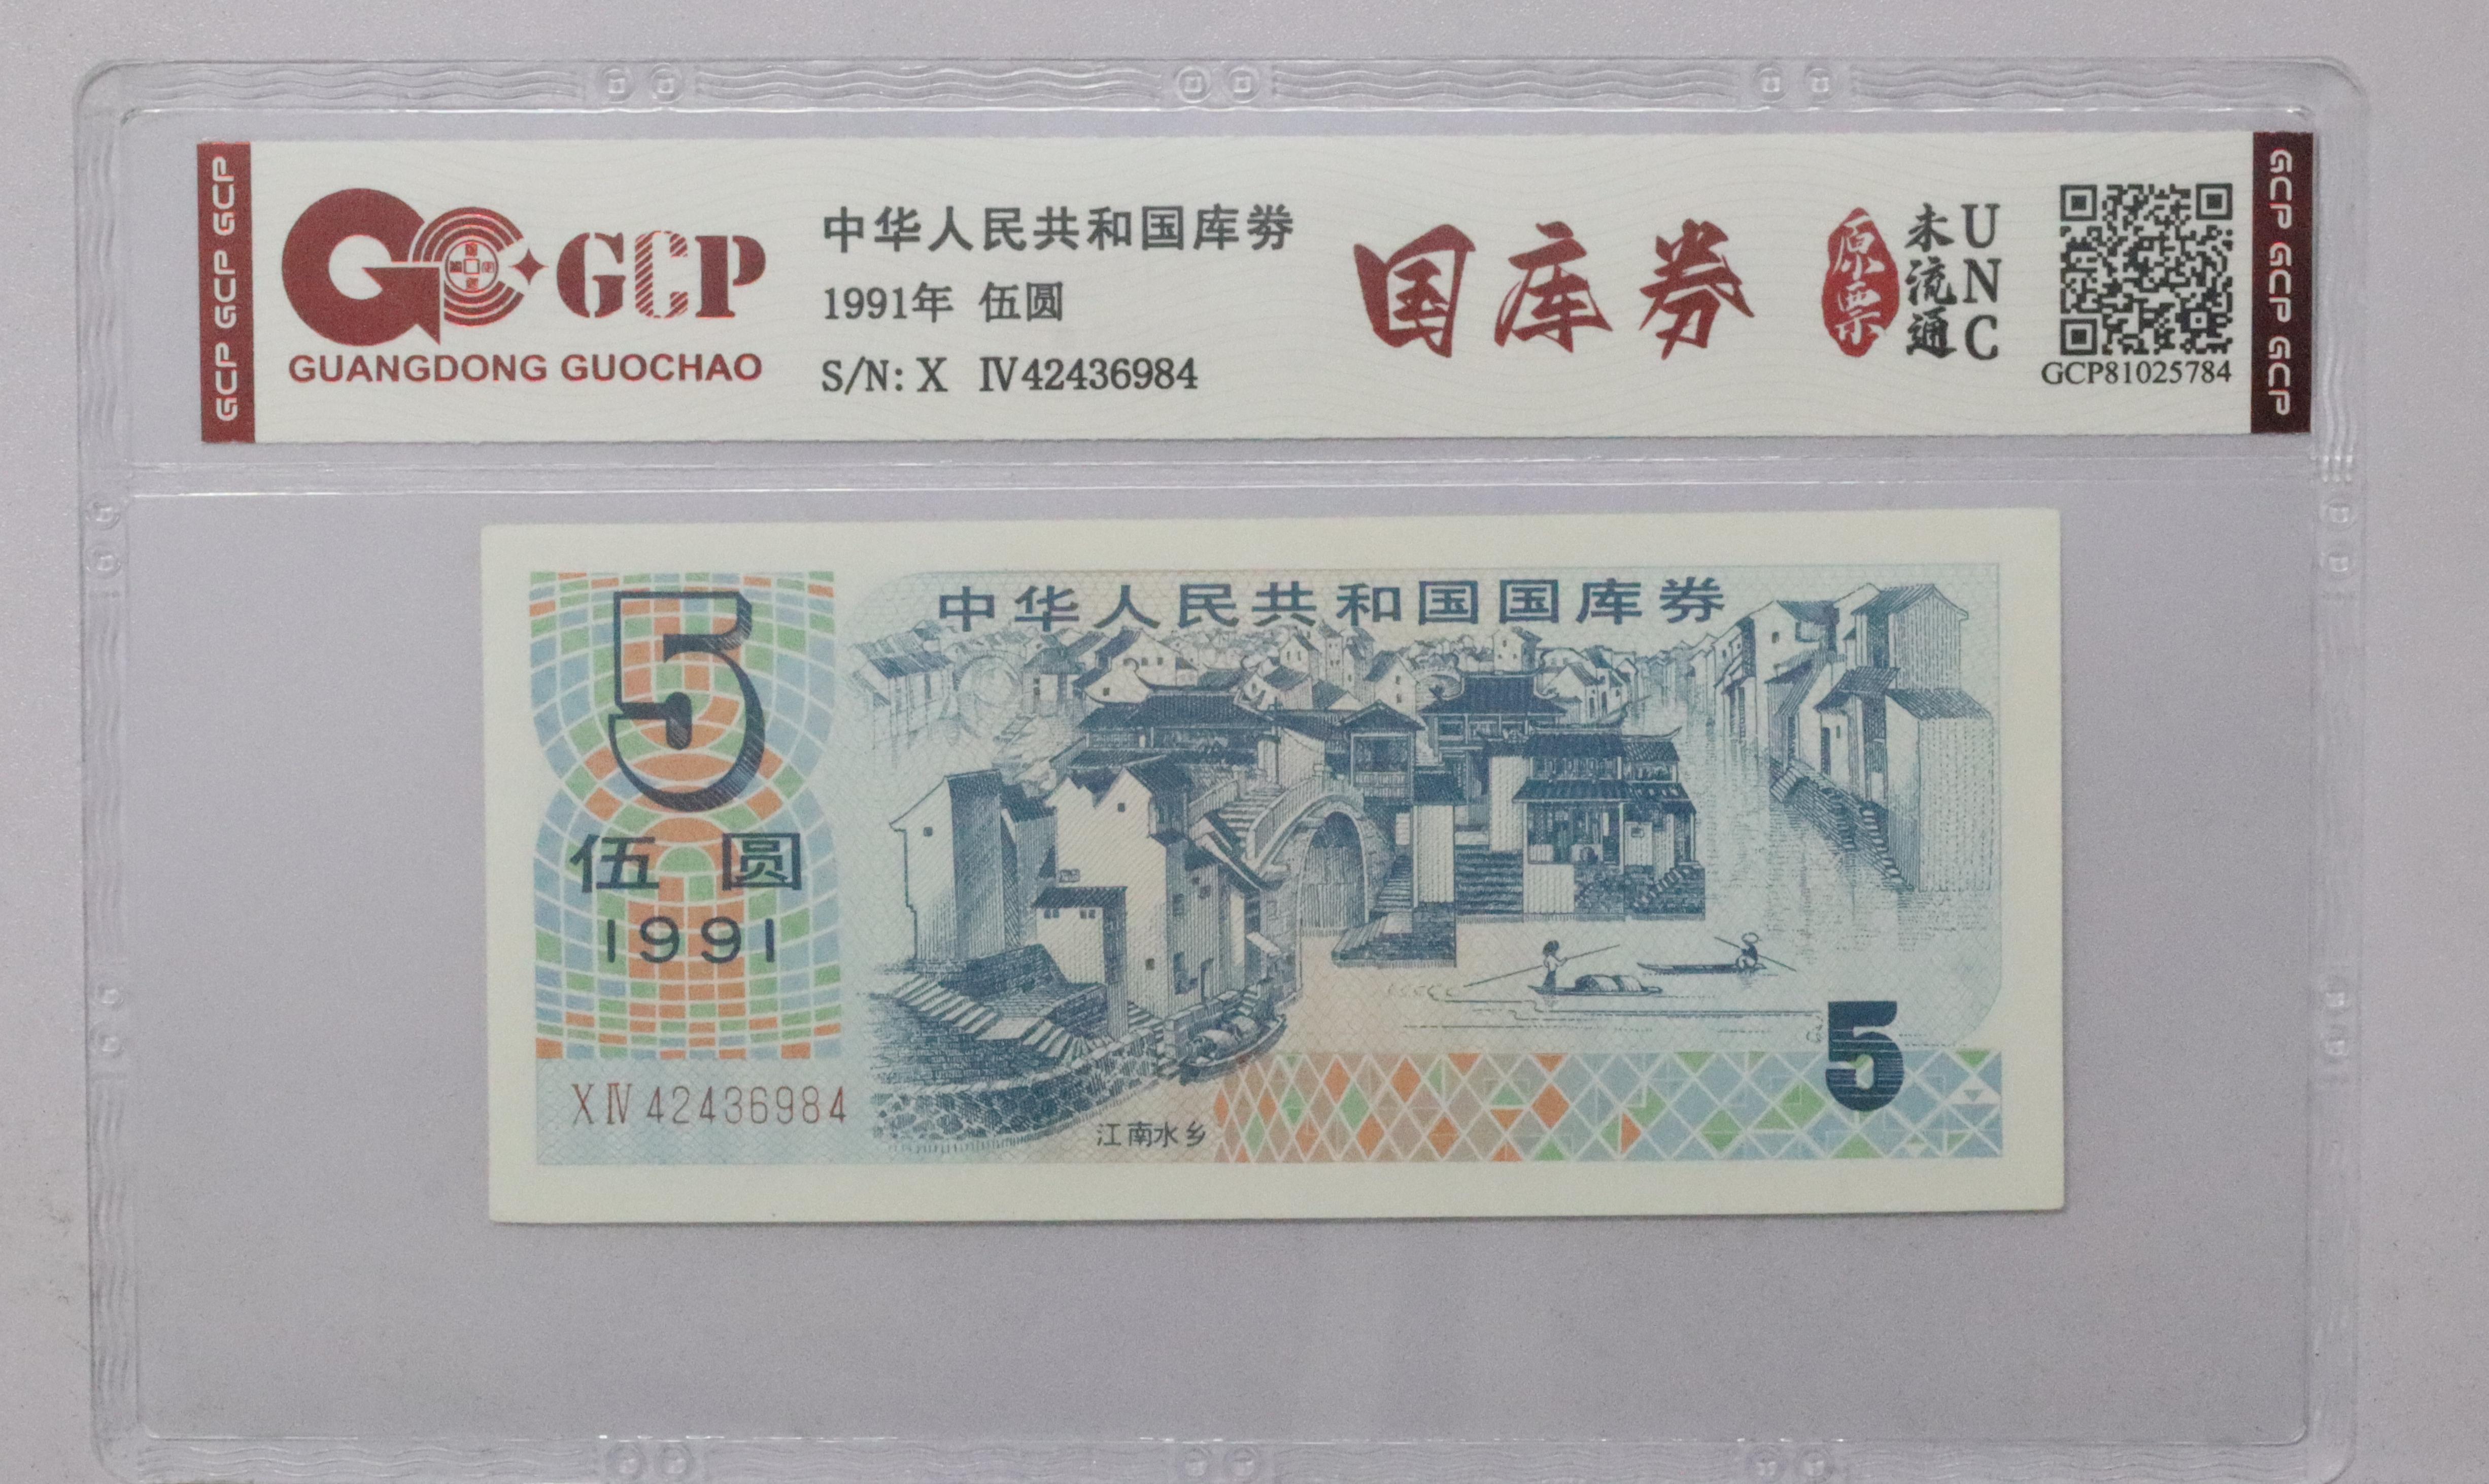 GCP GCP GCP
GCP
GUANGDONG GUOCHAO
中华人民共和国库券
1991年 伍圆
S/N: X Ⅳ42436984
国库券
原票
未流通
UNC
GCP81025784
GCP GCP GCP
中华人民共和国国库券
5
伍圆
1991
XⅣ42436984
江南水乡
5